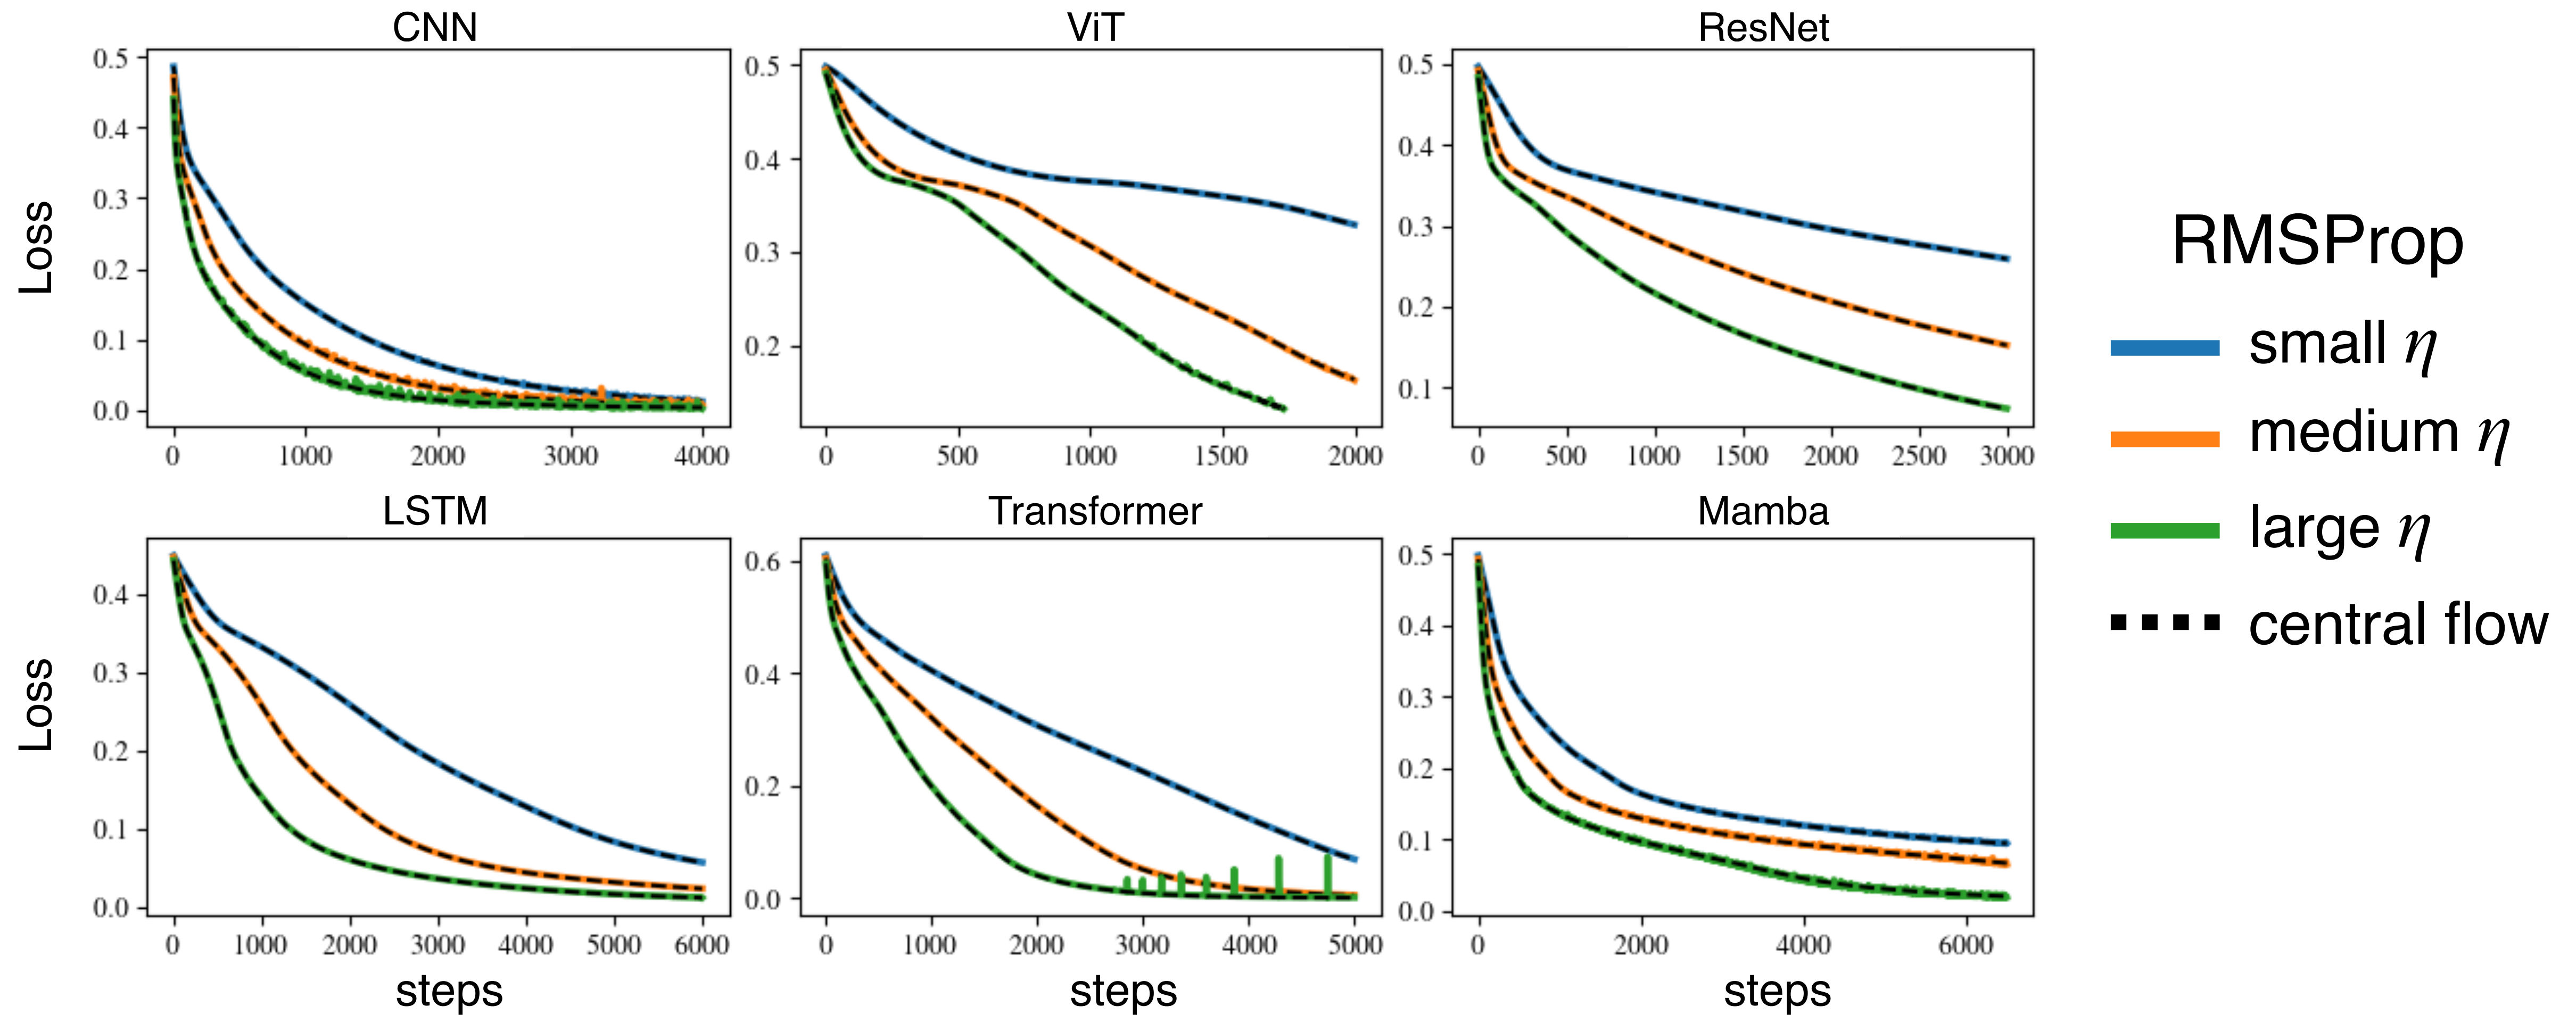 CNN
ViT
ResNet
Loss
0.5
0.4
0.3
0.2
0.1
0.0
0 1000 2000 3000 4000
0.5
0.4
0.3
0.2
0 500 1000 1500 2000
0.5
0.4
0.3
0.2
0.1
0 500 1000 1500 2000 2500 3000
LSTM
Transformer
Mamba
Loss
0.4
0.3
0.2
0.1
0.0
0 1000 2000 3000 4000 5000 6000
steps
0.6
0.4
0.2
0.0
0 1000 2000 3000 4000 5000
steps
0.5
0.4
0.3
0.2
0.1
0.0
0 2000 4000 6000
steps
RMSProp
small η
medium η
large η
central flow